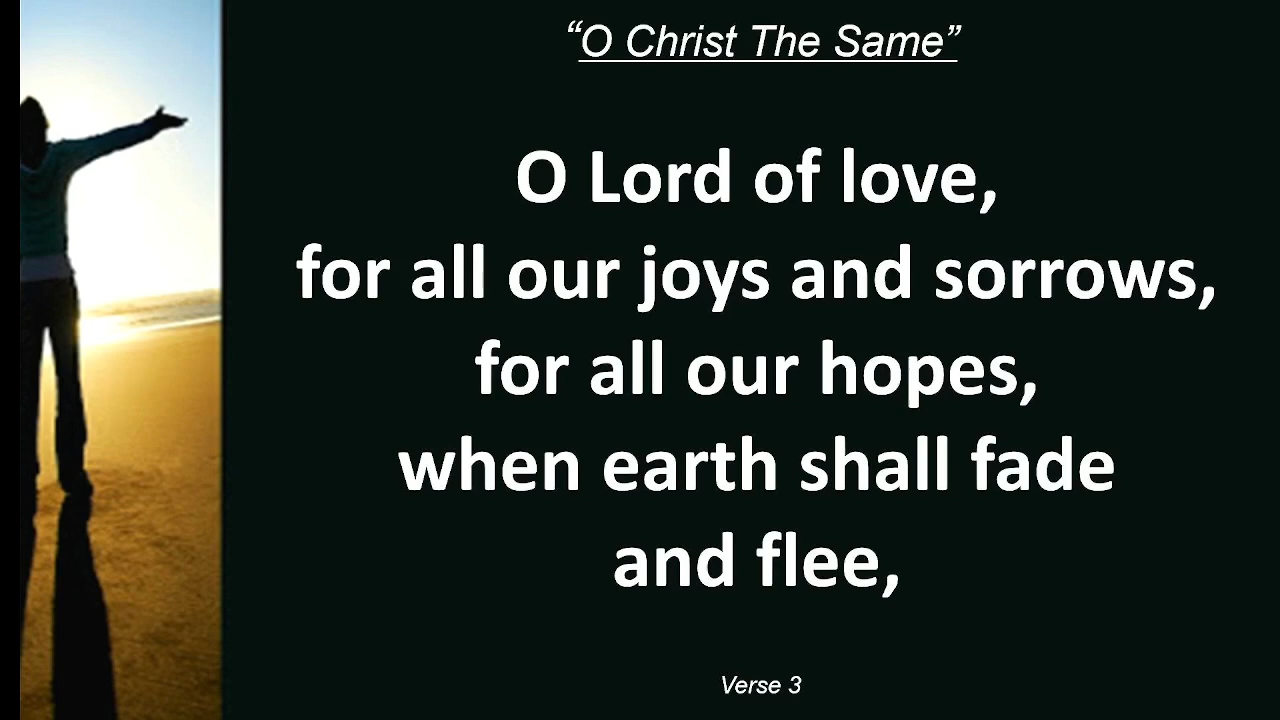 “O Christ The Same”
O Lord of love,
for all our joys and sorrows,
for all our hopes,
when earth shall fade
and flee,
Verse 3